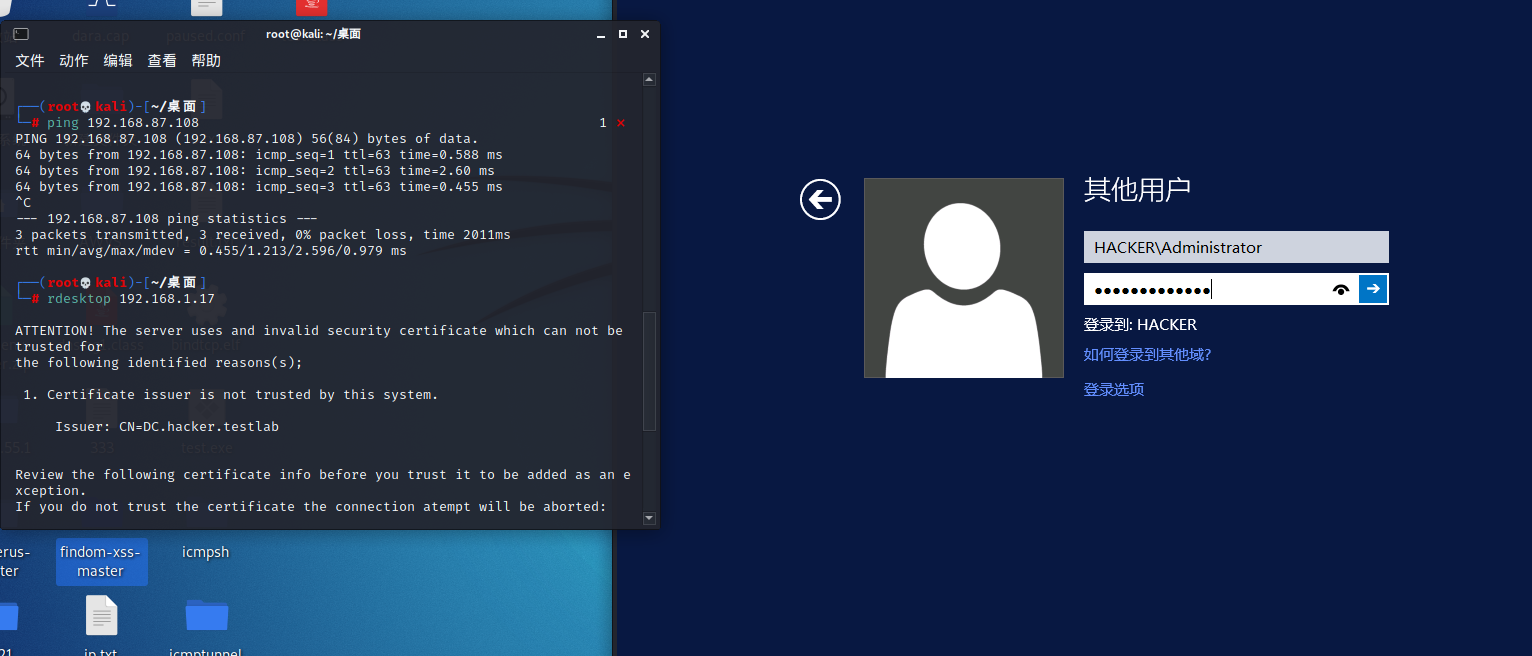 dara.cap
paused.conf
root@kali: ~/桌面
文件 动作 编辑 查看 帮助
┌──(root💀kali)-[~/桌面]
└─# ping 192.168.87.108 1 ⨯
PING 192.168.87.108 (192.168.87.108) 56(84) bytes of data.
64 bytes from 192.168.87.108: icmp_seq=1 ttl=63 time=0.588 ms
64 bytes from 192.168.87.108: icmp_seq=2 ttl=63 time=2.60 ms
64 bytes from 192.168.87.108: icmp_seq=3 ttl=63 time=0.455 ms
^C
--- 192.168.87.108 ping statistics ---
3 packets transmitted, 3 received, 0% packet loss, time 2011ms
rtt min/avg/max/mdev = 0.455/1.213/2.596/0.979 ms
┌──(root💀kali)-[~/桌面]
└─# rdesktop 192.168.1.17
ATTENTION! The server uses and invalid security certificate which can not be
trusted for
the following identified reasons(s);
1. Certificate issuer is not trusted by this system.
Issuer: CN=DC.hacker.testlab
Review the following certificate info before you trust it to be added as an e
xception.
If you do not trust the certificate the connection atempt will be aborted:
333
erus-
ter
findom-xss-
master
icmpsh
21
ip.txt
icmptunnel
其他用户
HACKER\Administrator
●●●●●●●●●●●●●
登录到: HACKER
如何登录到其他域?
登录选项